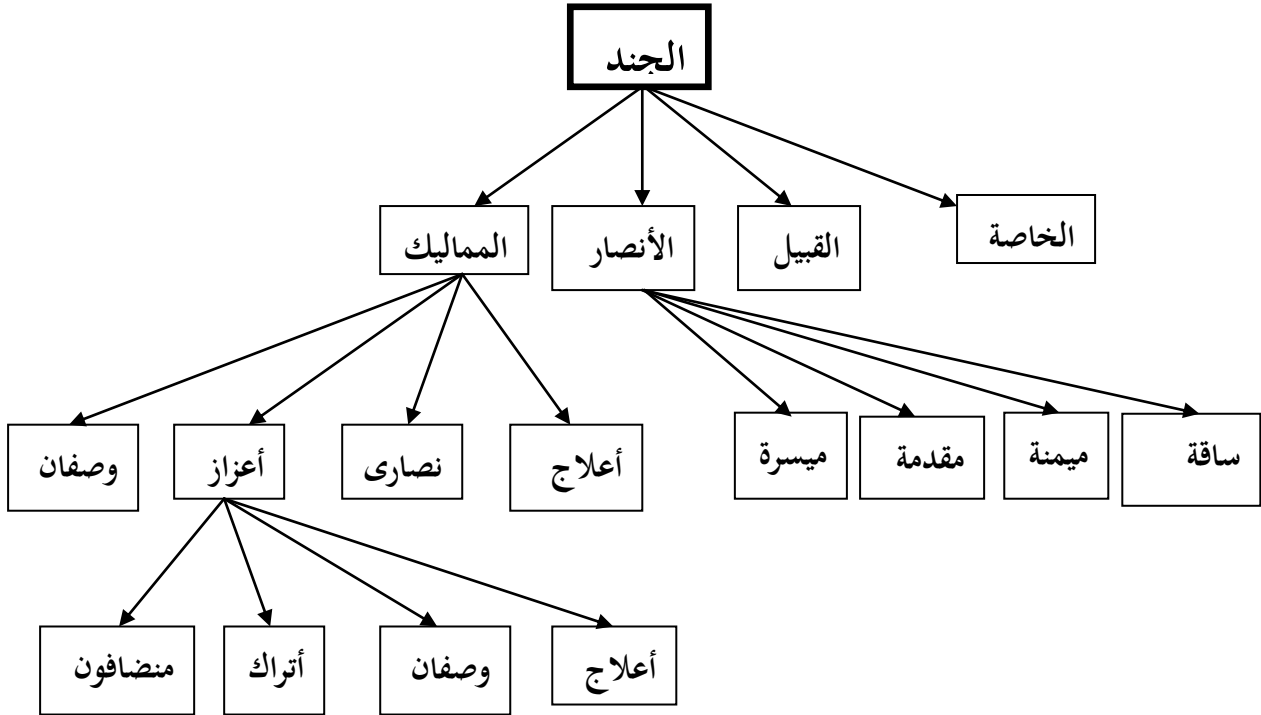 الجند
الخاصة
القبيل
الأنصار
المماليك
ساقة
ميمنة
مقدمة
ميسرة
أعلاج
نصارى
أعزاز
وصفان
أعلاج
وصفان
أتراك
منضافون